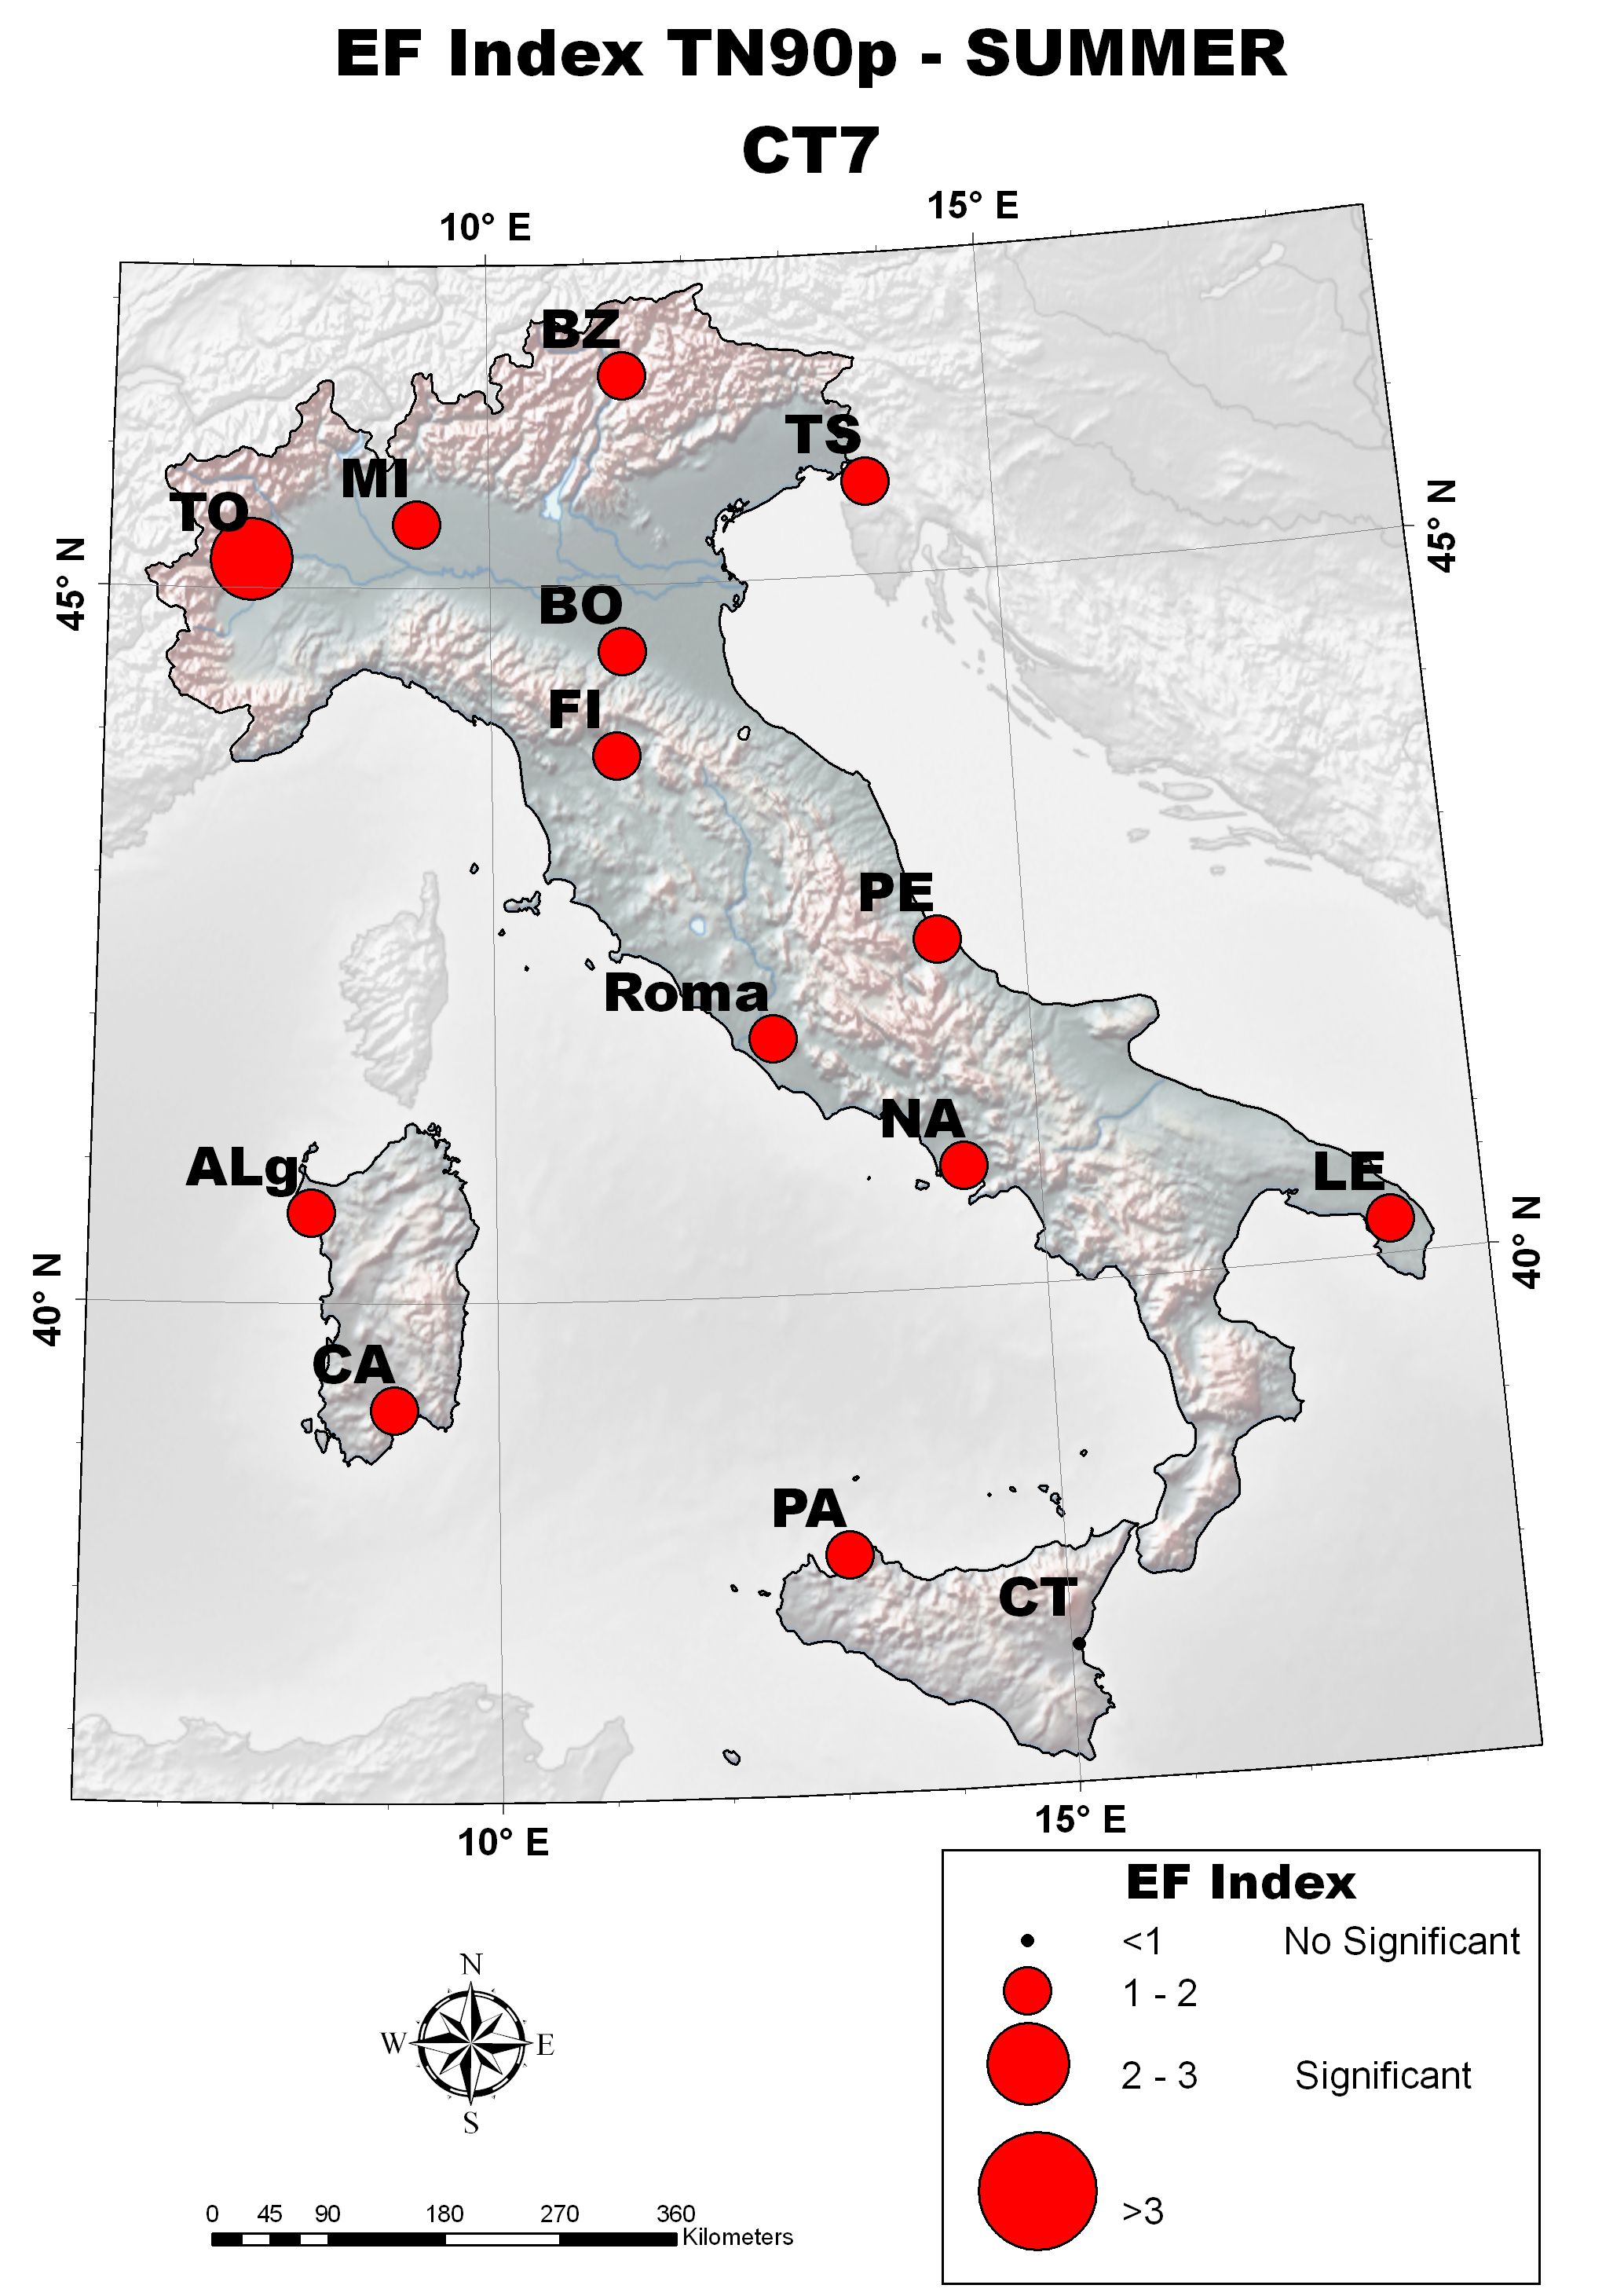 EF Index TN90p - SUMMER
CT7
10° E
15° E
BZ
TS
MI
TO
45° N
45° N
BO
FI
PE
Roma
NA
ALg
LE
40° N
40° N
CA
PA
CT
10° E
15° E
EF Index
<1 No Significant
1 - 2
2 - 3 Significant
>3
N
W E
S
0 45 90 180 270 360
Kilometers